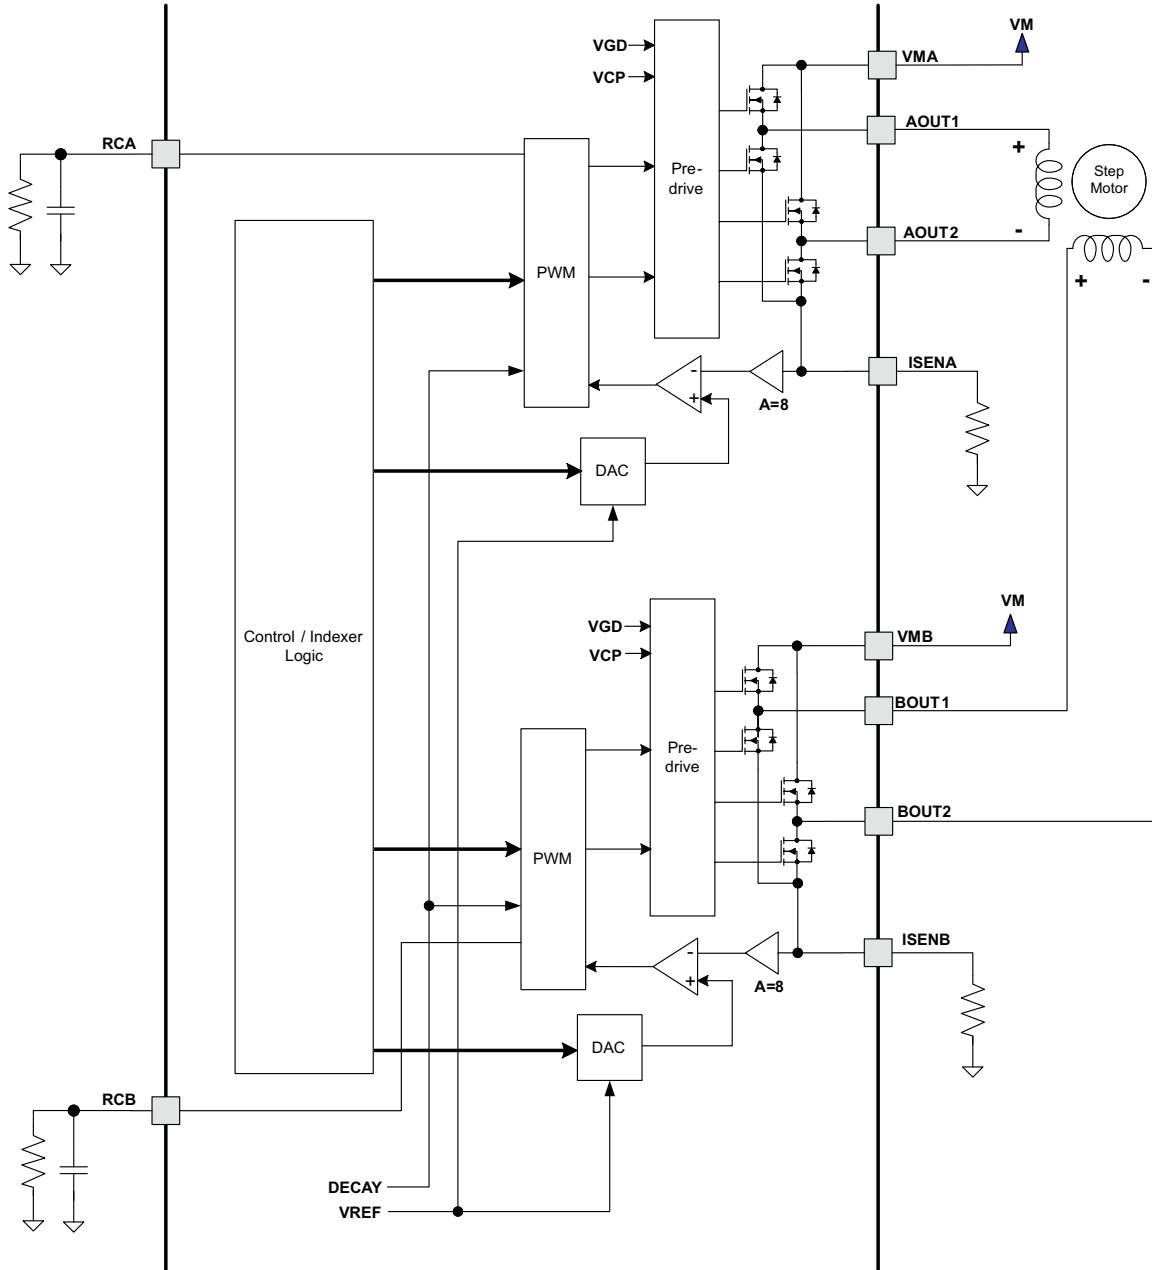 VM
VGD
VMA
VCP
AOUT1
RCA
+
Pre-
drive
Step
Motor
AOUT2
-
PWM
+ -
ISENA
-
+
A=8
DAC
VM
VGD
Control / Indexer
Logic
VMB
VCP
BOUT1
Pre-
drive
BOUT2
PWM
ISENB
-
+
A=8
DAC
RCB
DECAY
VREF